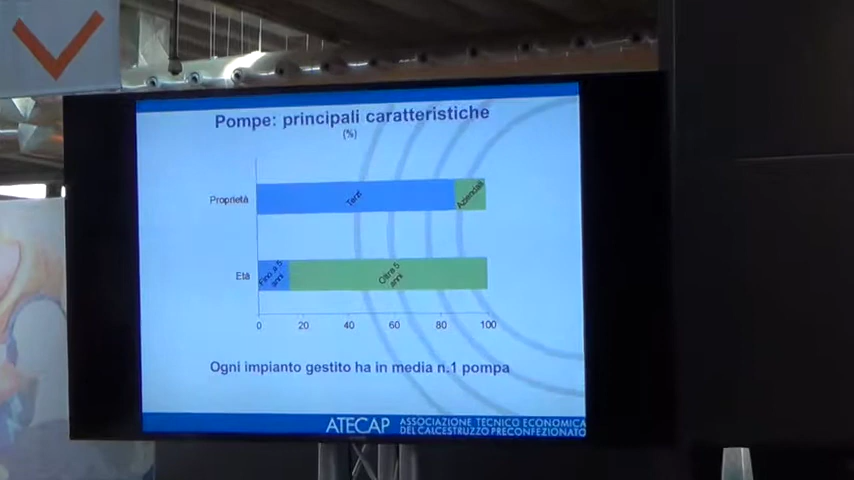 Pompe: principali caratteristiche
(%)
Proprietà
Terzi
Aziendali
Età
Fino a 5
anni
Oltre 5
anni
0 20 40 60 80 100
Ogni impianto gestito ha in media n.1 pompa
ATECAP
ASSOCIAZIONE TECNICO ECONOMICA
DEL CALCESTRUZZO PRECONFEZIONATO